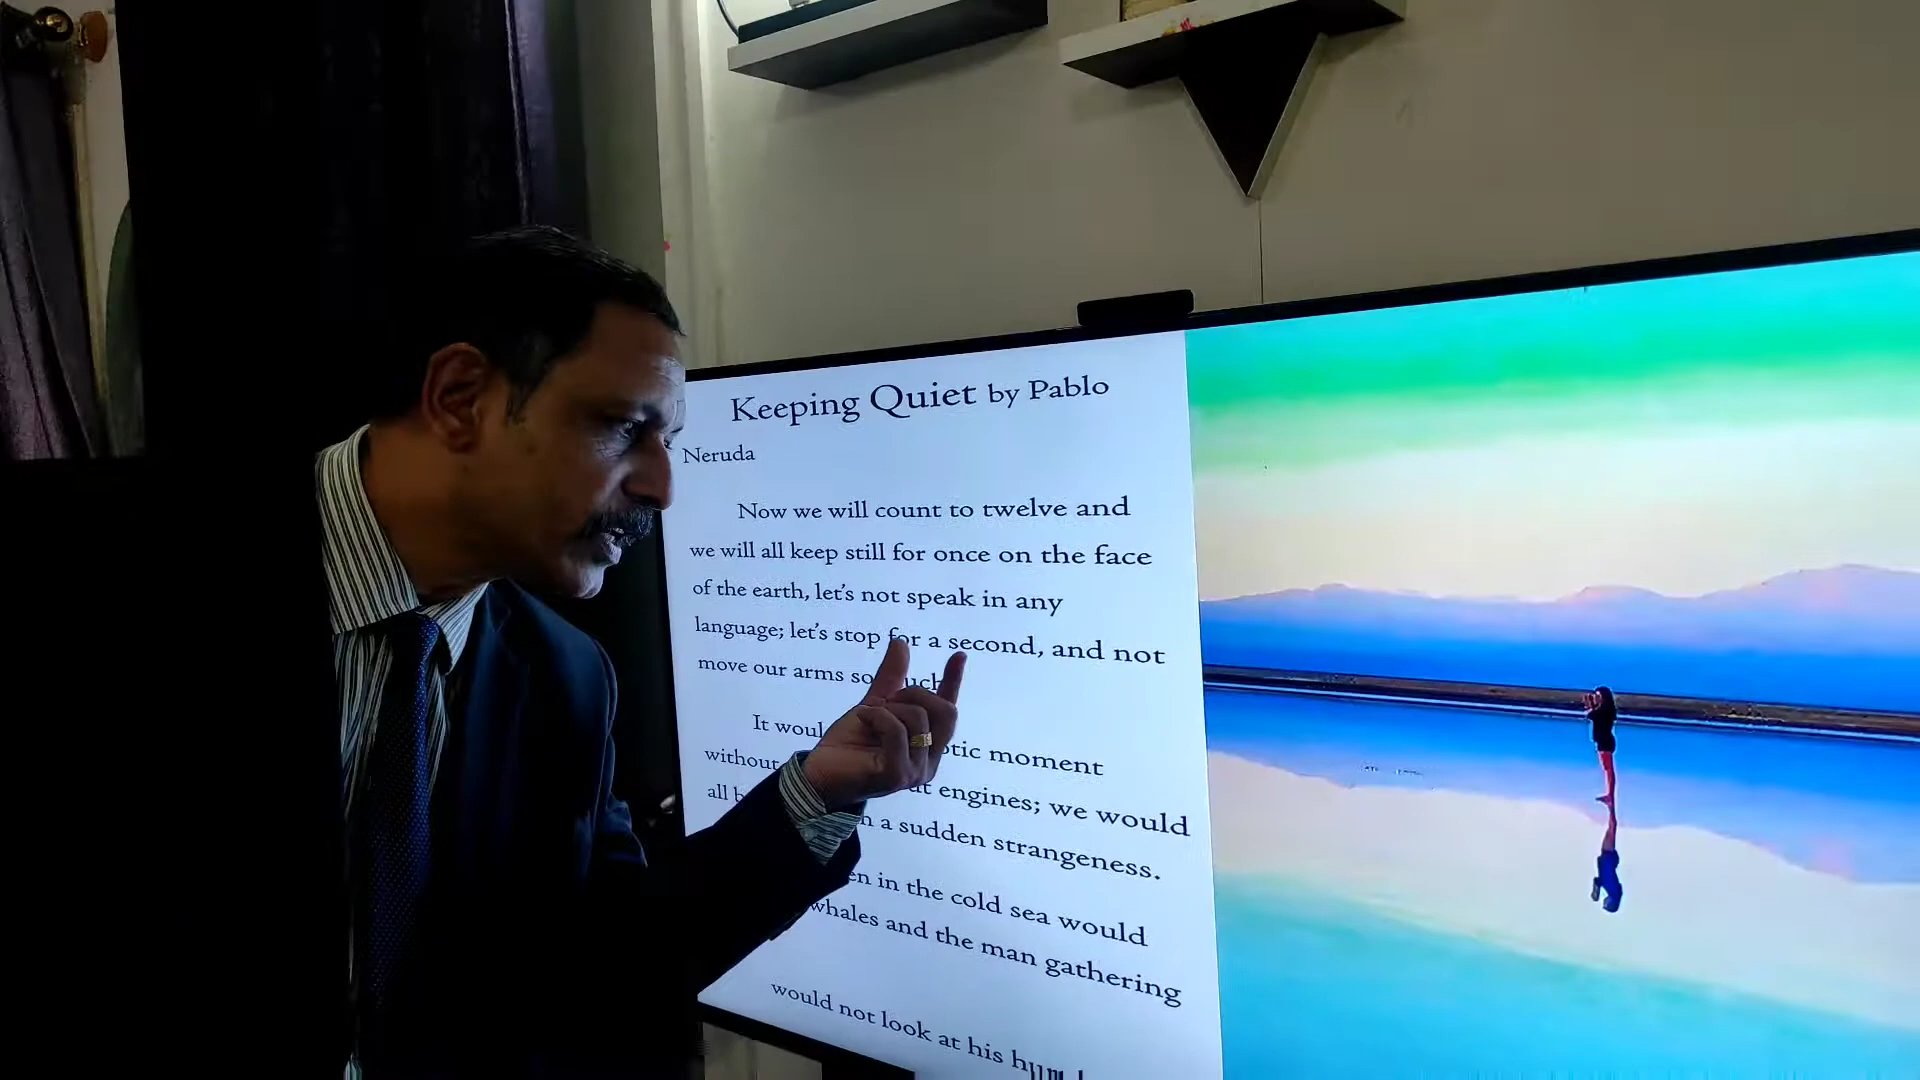 Keeping Quiet by Pablo
Neruda
Now we will count to twelve and
we will all keep still for once on the face
of the earth, let's not speak in any
language; let's stop for a second, and not
move our arms so
It
moment
without
engines; we would
all
a sudden strangeness.
in the cold sea would
whales and the man gathering
would not look at his